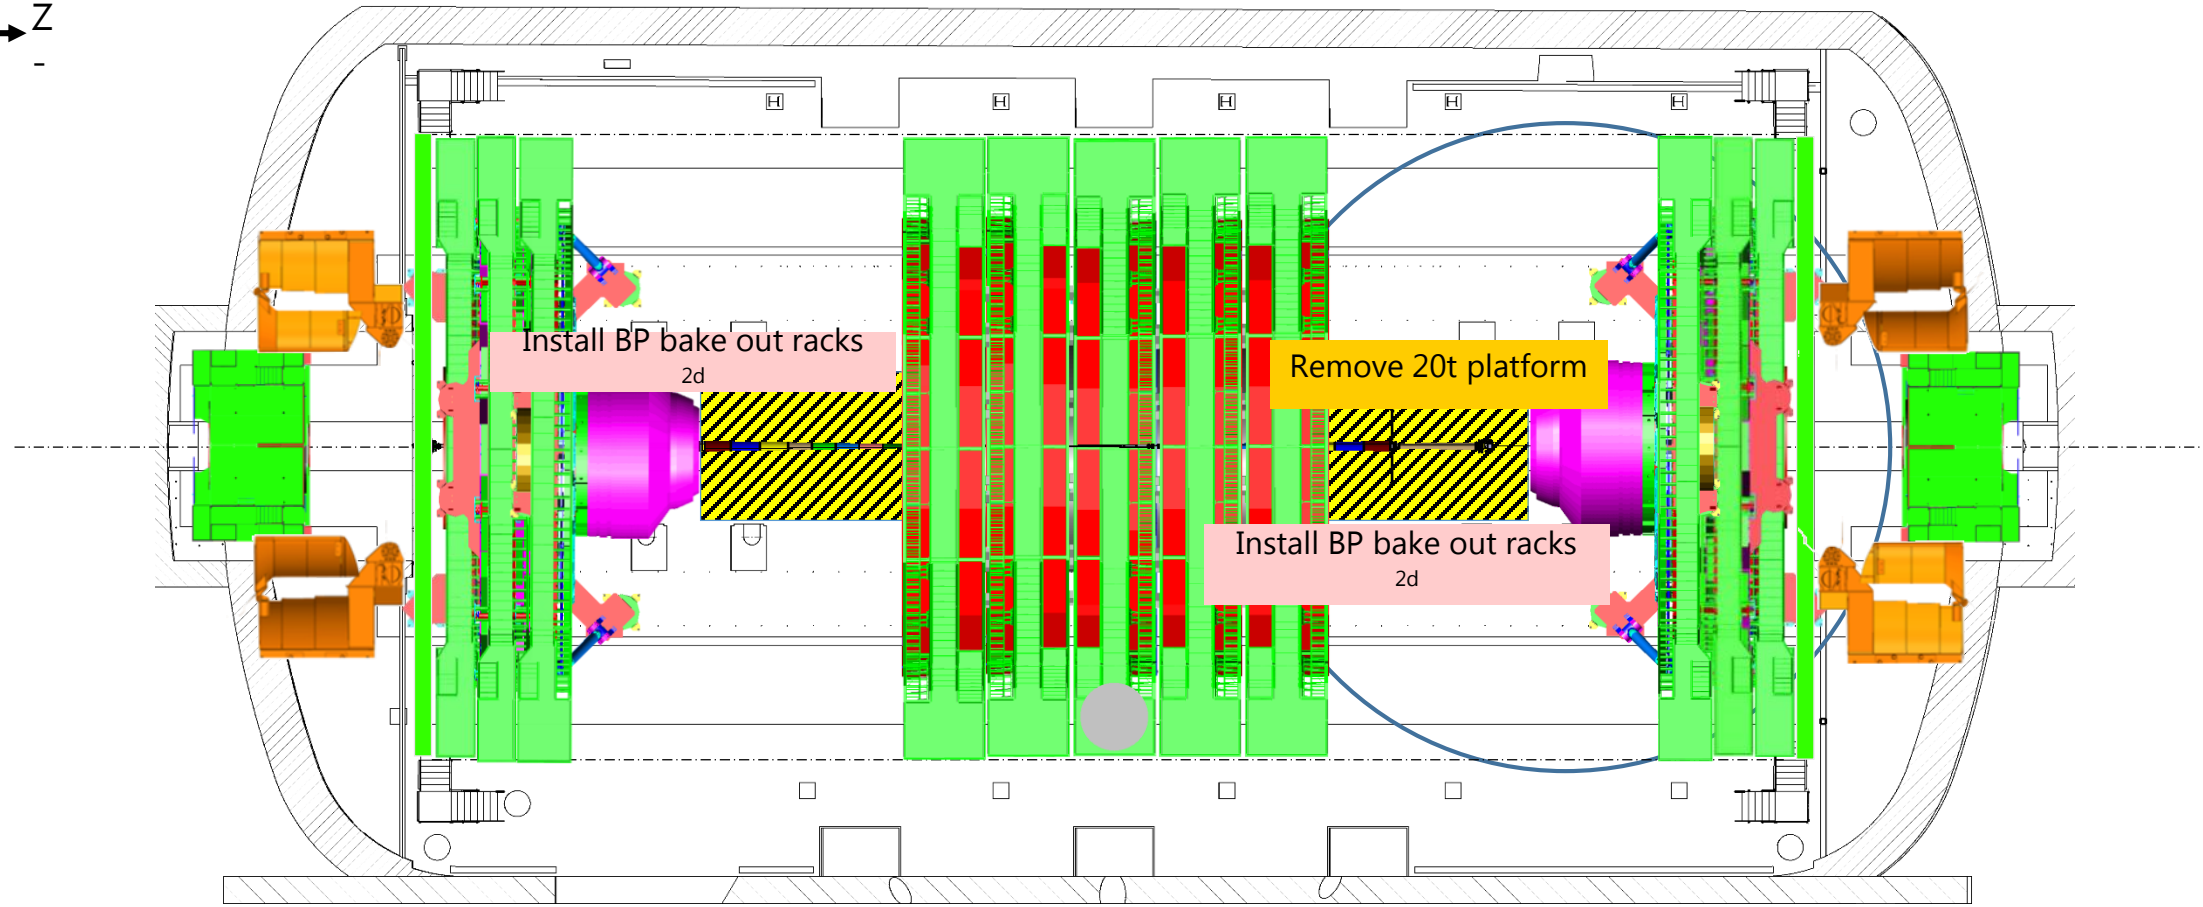 Z
-
H H H H H
Install BP bake out racks
2d
Remove 20t platform
Install BP bake out racks
2d